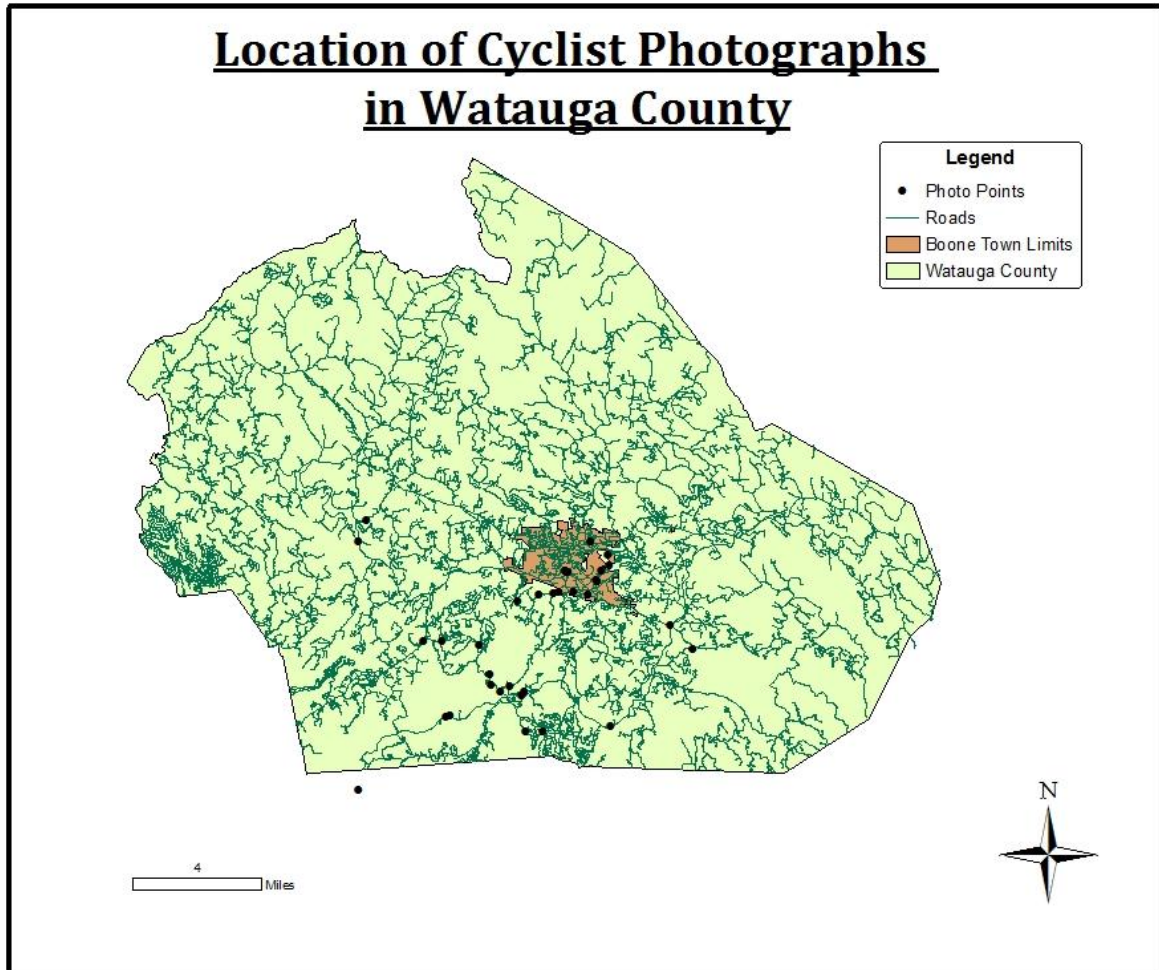 Location of Cyclist Photographs
in Watauga County
Legend
Photo Points
Roads
Boone Town Limits
Watauga County
N
4
Miles